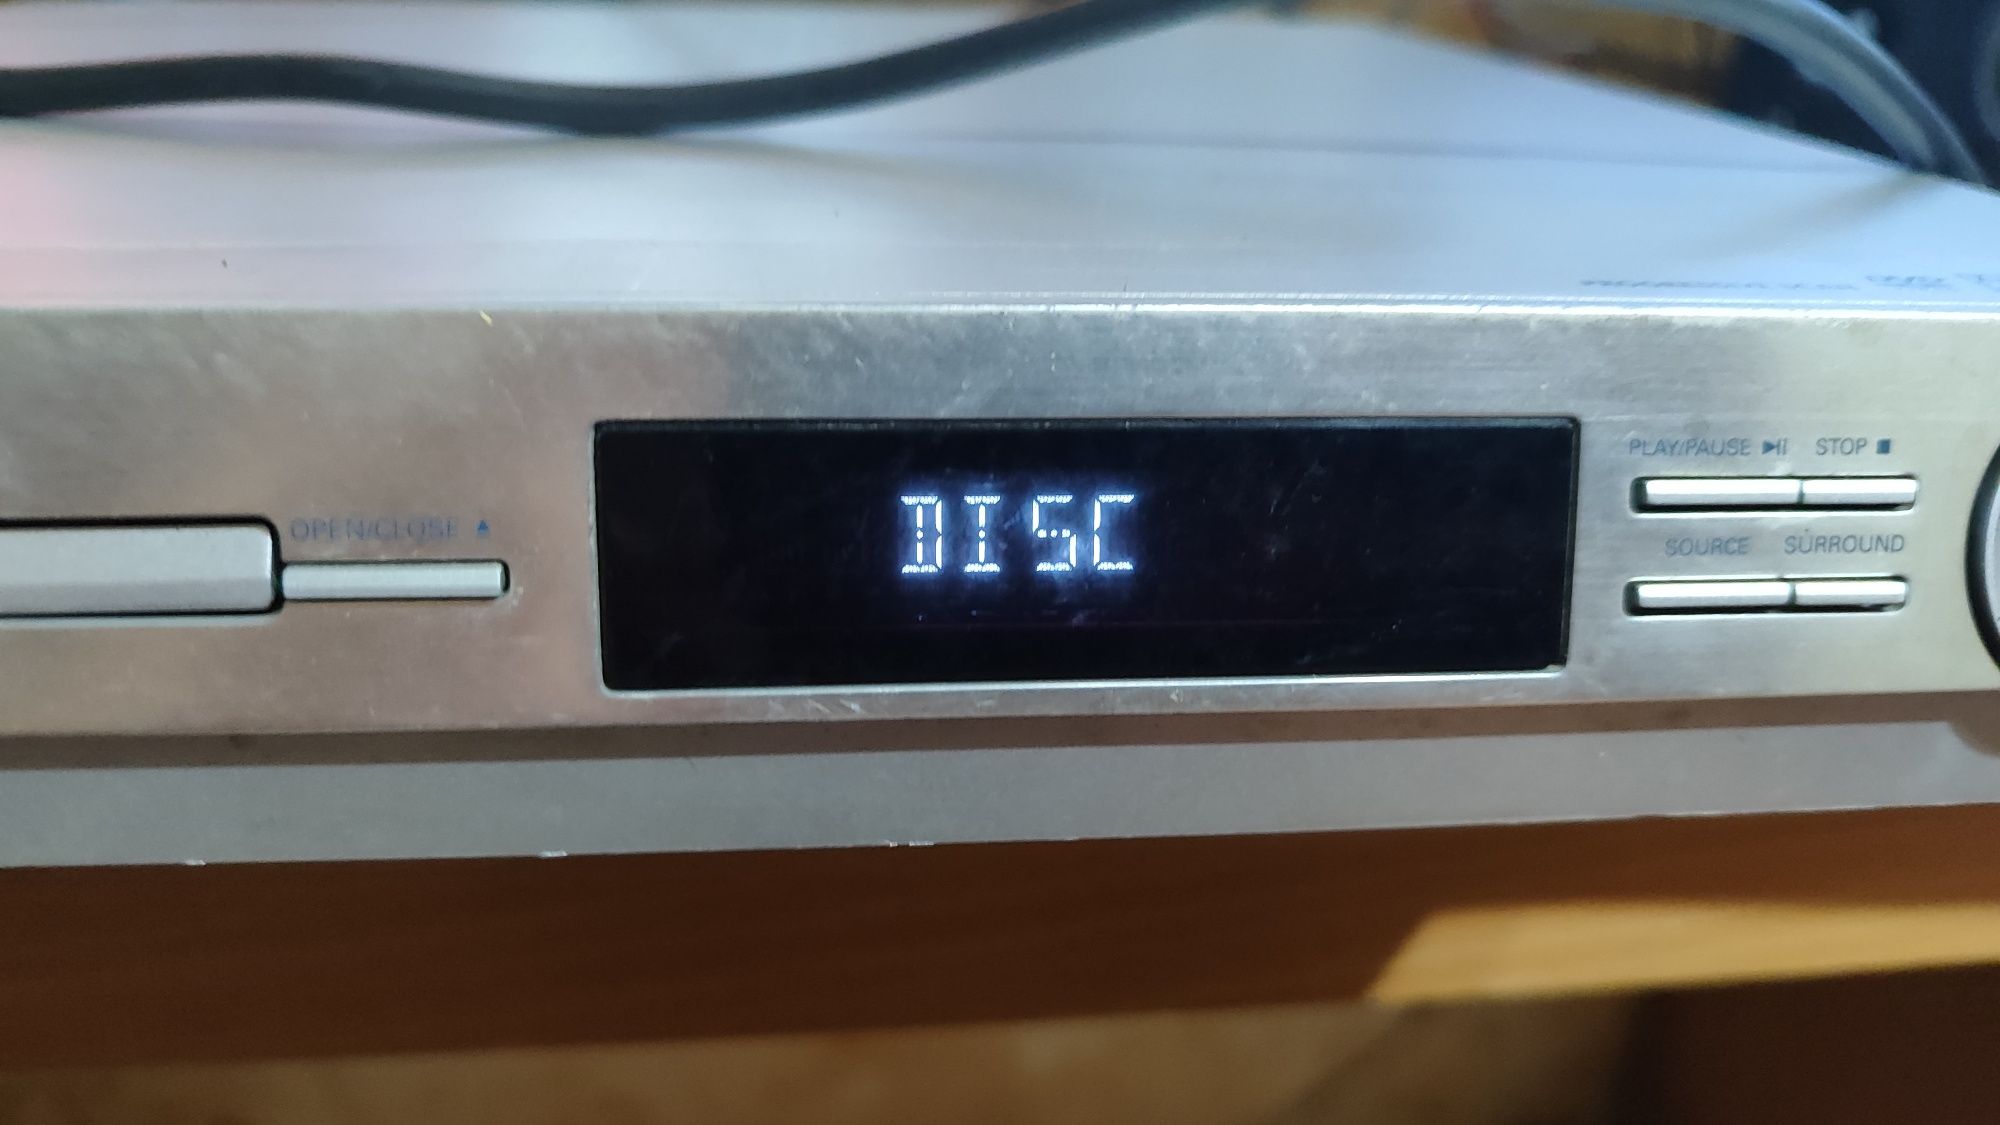 OPEN/CLOSE ▲
DISC
PLAY/PAUSE ▶II STOP ■
SOURCE SURROUND